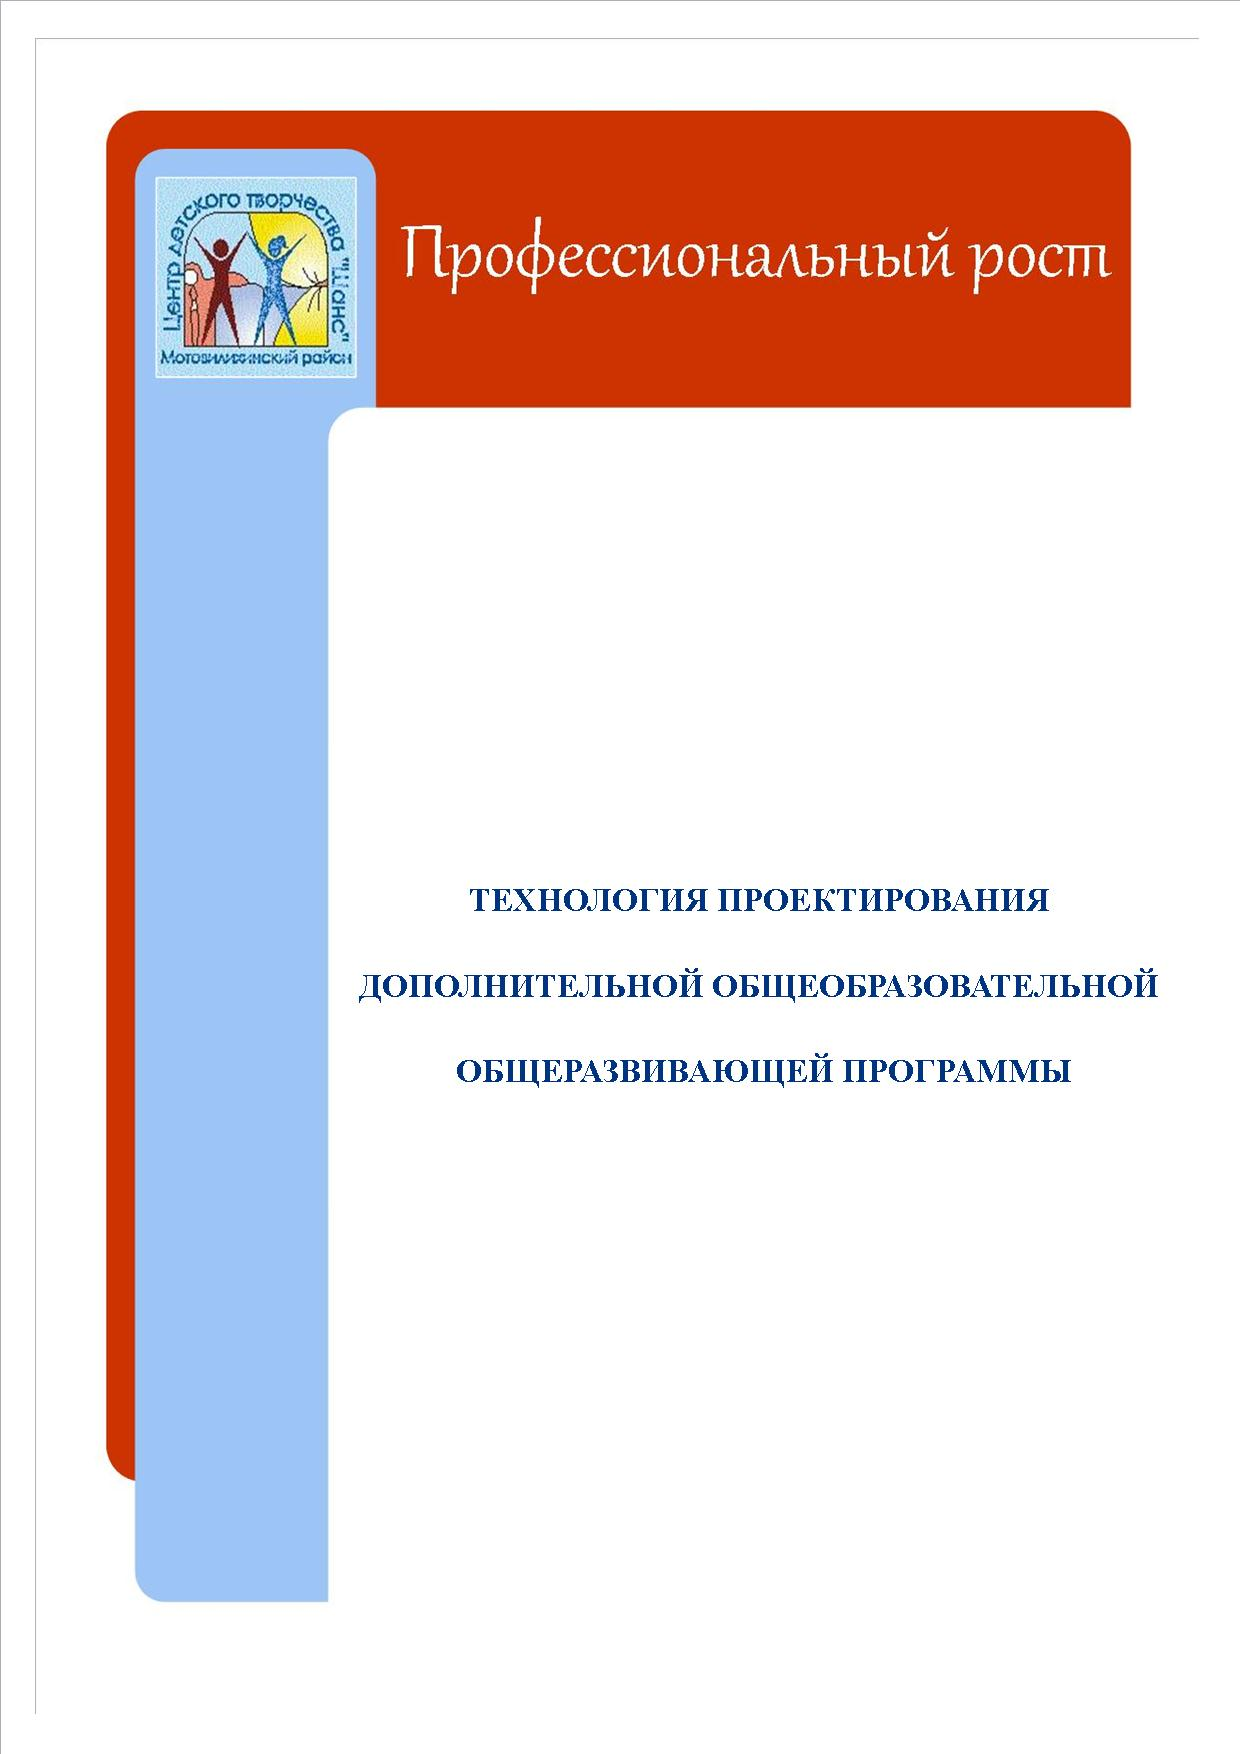 Центр детского творчества "Шанс"
Мотовилихинский район
Профессиональный рост
ТЕХНОЛОГИЯ ПРОЕКТИРОВАНИЯ
ДОПОЛНИТЕЛЬНОЙ ОБЩЕОБРАЗОВАТЕЛЬНОЙ
ОБЩЕРАЗВИВАЮЩЕЙ ПРОГРАММЫ